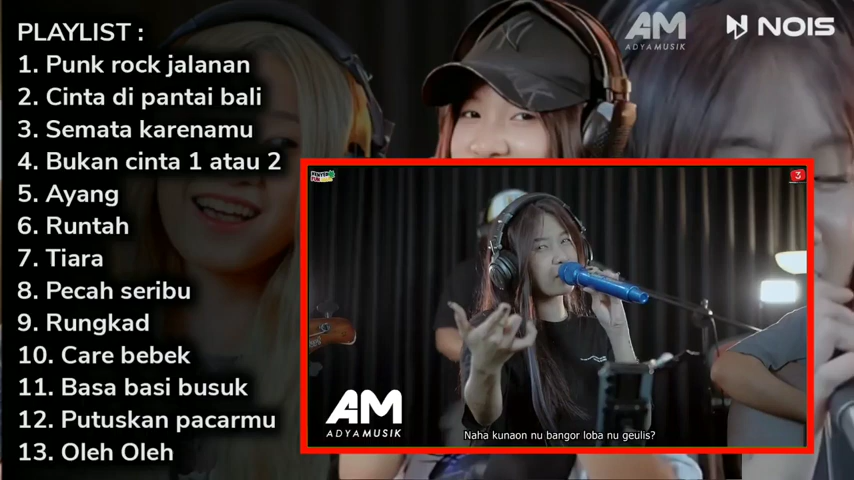 PLAYLIST :
1. Punk rock jalanan
2. Cinta di pantai bali
3. Semata karenamu
4. Bukan cinta 1 atau 2
5. Ayang
6. Runtah
7. Tiara
8. Pecah seribu
9. Rungkad
10. Care bebek
11. Basa basi busuk
12. Putuskan pacarmu
13. Oleh Oleh
AM
ADYAMUSIK
NOIS
3
AM
ADYAMUSIK
Naha kunaon nu bangor loba nu geulis?